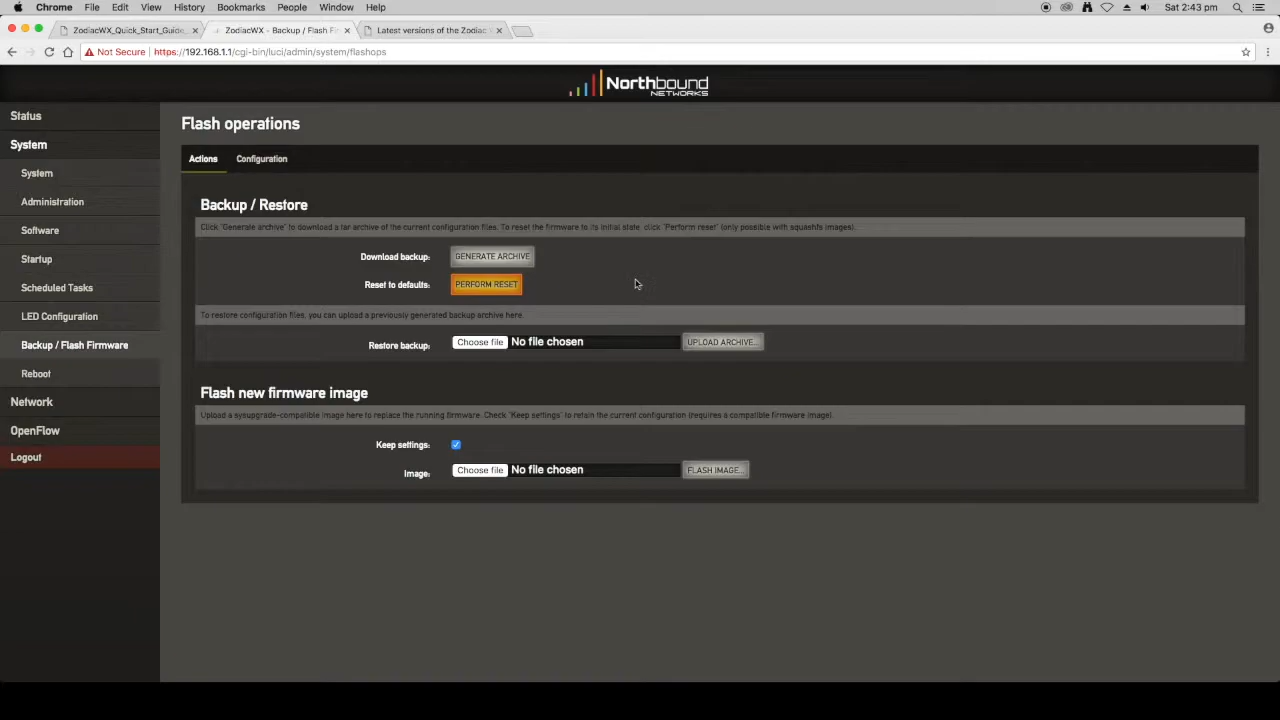 Chrome File Edit View History Bookmarks People Window Help Sat 2:43 pm
ZodiacWX_Quick_Start_Guide_ ZodiacWX - Backup / Flash Fi Latest versions of the Zodiac
Not Secure https://192.168.1.1/cgi-bin/luci/admin/system/flashops
Northbound
NETWORKS
Status
System
System
Administration
Software
Startup
Scheduled Tasks
LED Configuration
Backup / Flash Firmware
Reboot
Network
OpenFlow
Logout
Flash operations
Actions Configuration
Backup / Restore
Click "Generate archive" to download a tar archive of the current configuration files. To reset the firmware to its initial state, click "Perform reset" (only possible with squashfs images).
Download backup: GENERATE ARCHIVE
Reset to defaults: PERFORM RESET
To restore configuration files, you can upload a previously generated backup archive here.
Restore backup: Choose file No file chosen UPLOAD ARCHIVE...
Flash new firmware image
Upload a sysupgrade-compatible image here to replace the running firmware. Check "Keep settings" to retain the current configuration (requires a compatible firmware image).
Keep settings:
Image: Choose file No file chosen FLASH IMAGE...